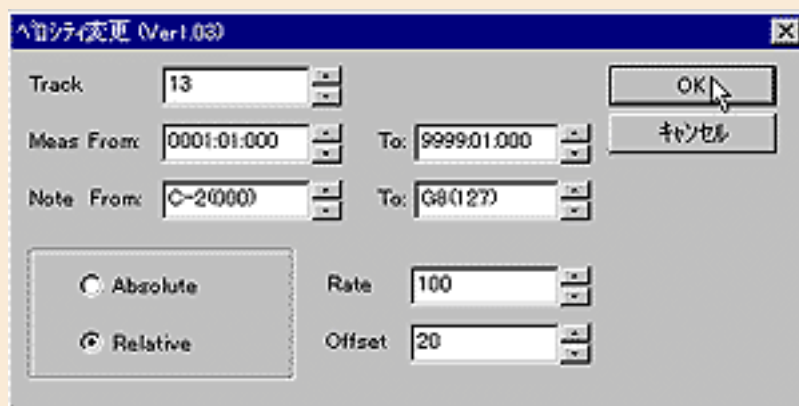 ﾍﾞﾛｼﾃｨ変更 (Ver1.03)
Track 13
OK
Meas From: 0001:01:000 To: 9999:01:000
キャンセル
Note From: C-2(000) To: G8(127)
Absolute Rate 100
Relative Offset 20